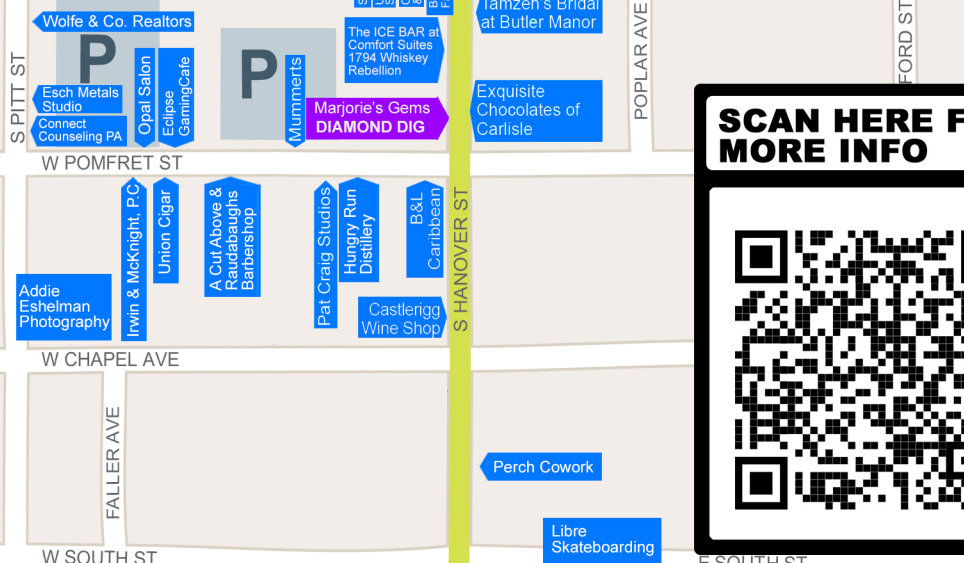 Tamzen's Bridal
at Butler Manor
Wolfe & Co. Realtors
The ICE BAR at
Comfort Suites
1794 Whiskey
Rebellion
P
P
S PITT ST
POPLAR AVE
FORD ST
Esch Metals
Studio
Opal Salon
Eclipse
GamingCafe
Mummerts
Marjorie's Gems
DIAMOND DIG
Exquisite
Chocolates of
Carlisle
Connect
Counseling PA
SCAN HERE F
MORE INFO
W POMFRET ST
Irwin & McKnight, P.C.
Union Cigar
A Cut Above &
Raudabaughs
Barbershop
Pat Craig Studios
Hungry Run
Distillery
B&L
Caribbean
S HANOVER ST
Addie
Eshelman
Photography
Castlerigg
Wine Shop
W CHAPEL AVE
FALLER AVE
Perch Cowork
Libre
Skateboarding
W SOUTH ST
E SOUTH ST